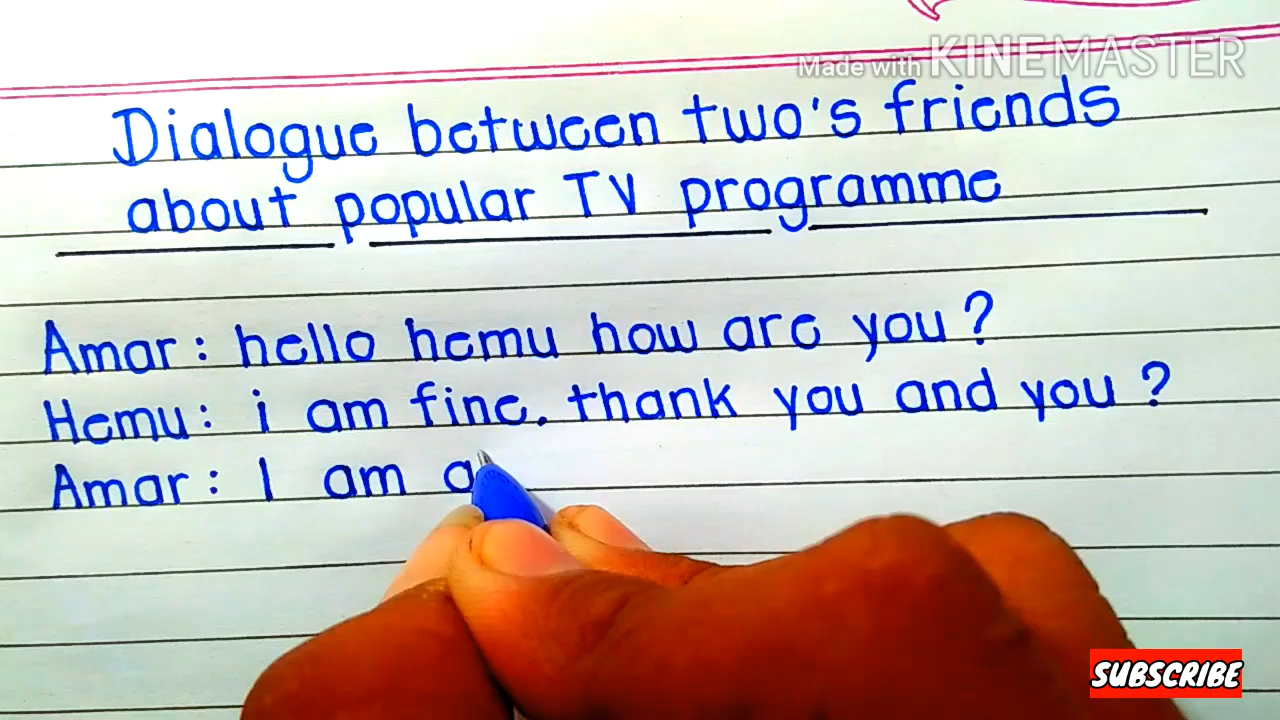 Made with KINEMASTER
Dialogue between two's friends
about popular TV programme
Amar: hello hemu how are you?
Hemu: i am fine, thank you and you?
Amar: I am a
SUBSCRIBE